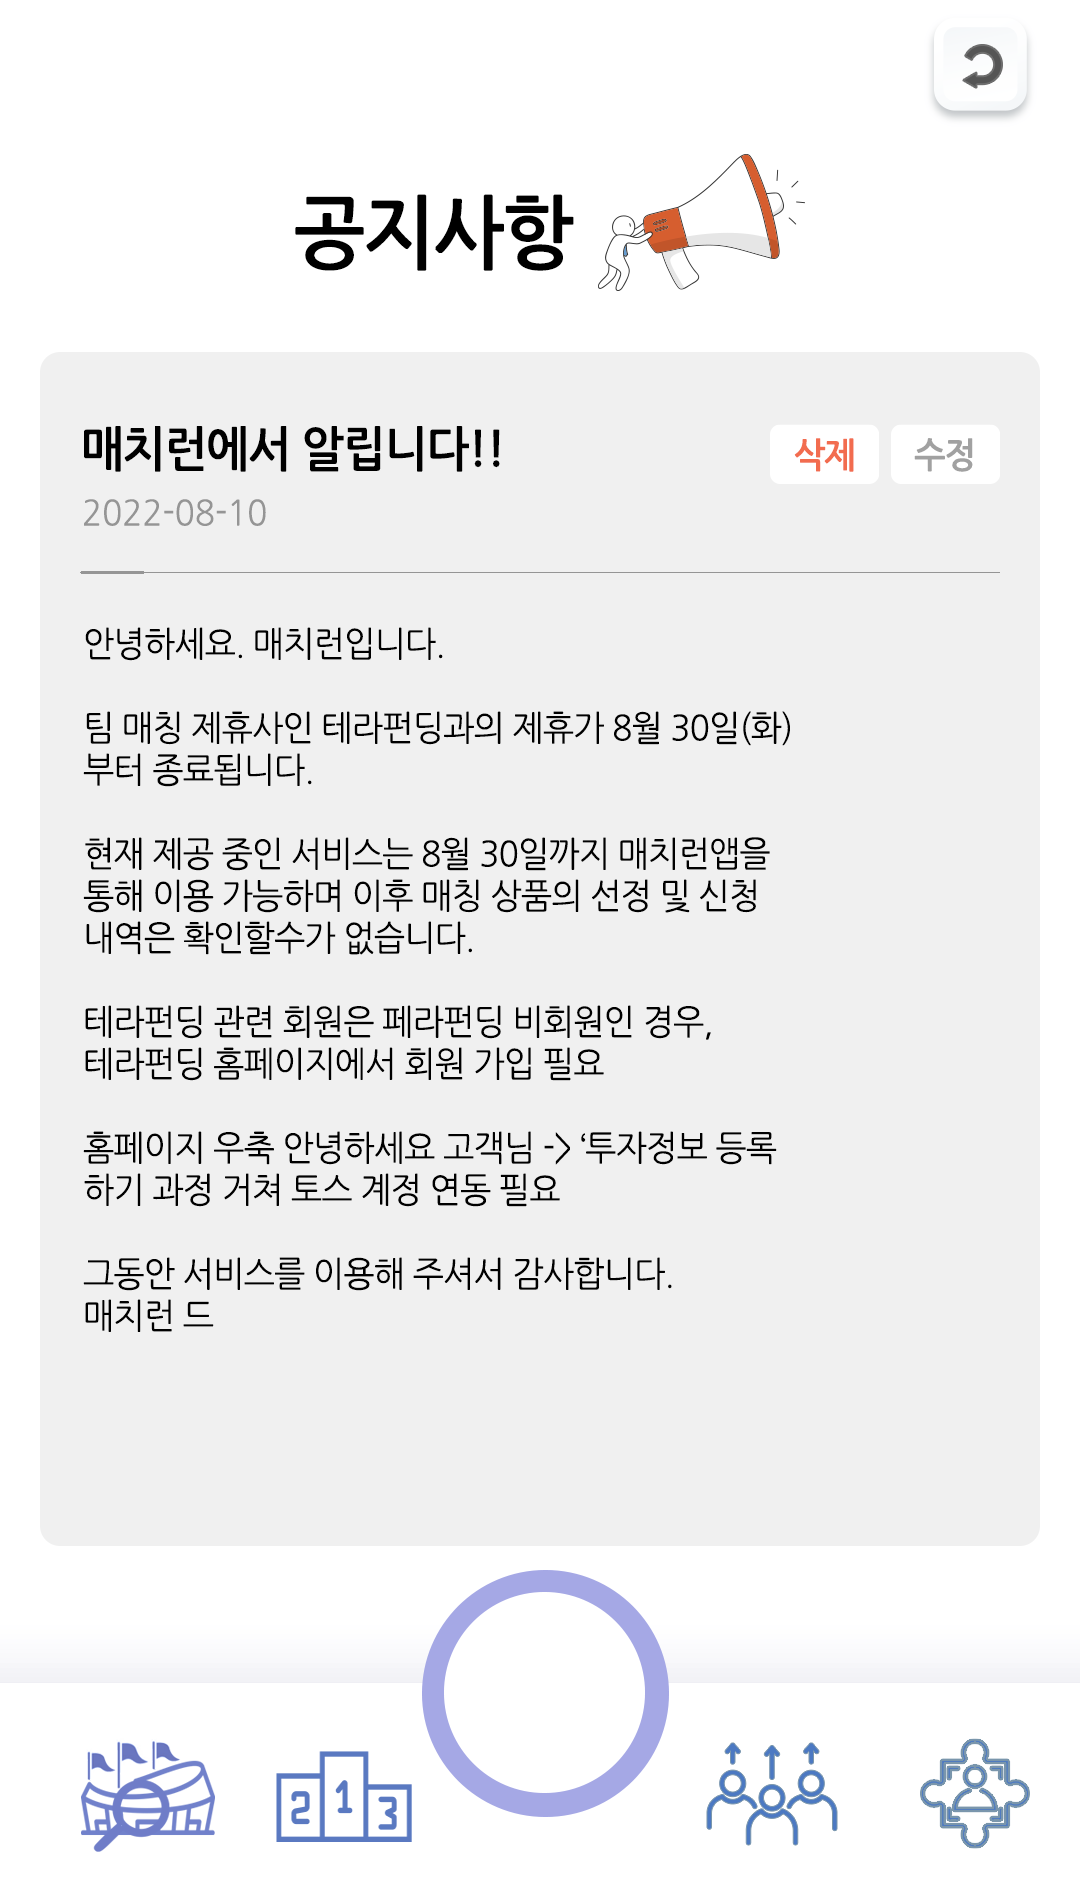 공지사항
매치런에서 알립니다!!
삭제
수정
2022-08-10
안녕하세요. 매치런입니다.
팀 매칭 제휴사인 테라펀딩과의 제휴가 8월 30일(화)
부터 종료됩니다.
현재 제공 중인 서비스는 8월 30일까지 매치런앱을
통해 이용 가능하며 이후 매칭 상품의 선정 및 신청
내역은 확인할수가 없습니다.
테라펀딩 관련 회원은 페라펀딩 비회원인 경우,
테라펀딩 홈페이지에서 회원 가입 필요
홈페이지 우축 안녕하세요 고객님 -> ‘투자정보 등록
하기 과정 거쳐 토스 계정 연동 필요
그동안 서비스를 이용해 주셔서 감사합니다.
매치런 드
2 1 3